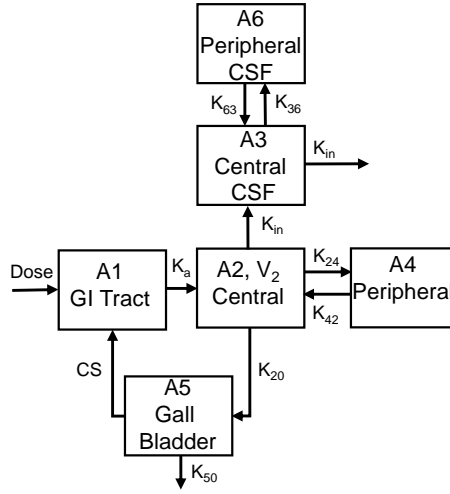 A6
Peripheral
CSF
K63
K36
A3
Central
CSF
Kin
Kin
Dose
A1
GI Tract
Ka
A2, V2
Central
K24
K42
A4
Peripheral
CS
K20
A5
Gall
Bladder
K50